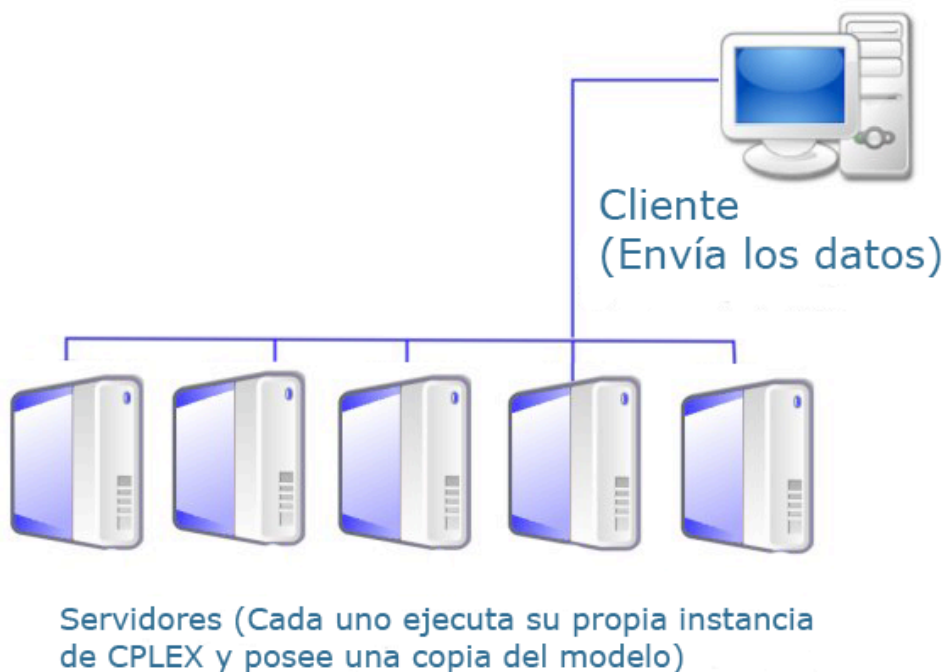 Cliente
(Envía los datos)
Servidores (Cada uno ejecuta su propia instancia
de CPLEX y posee una copia del modelo)